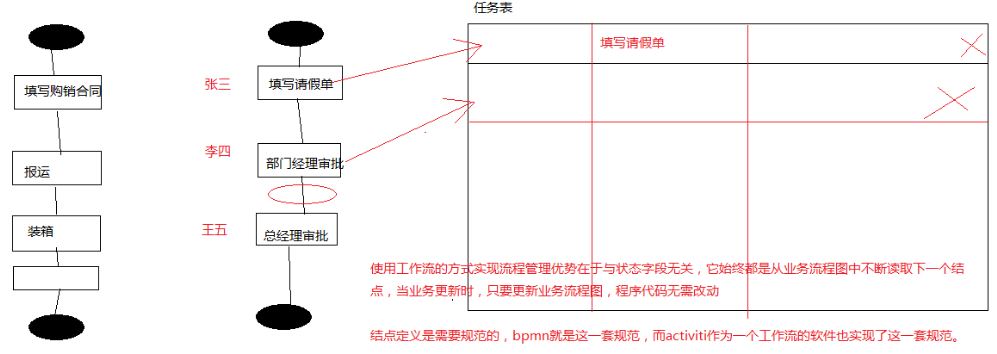 任务表
填写购销合同
报运
装箱
张三
填写请假单
李四
部门经理审批
王五
总经理审批
填写请假单
使用工作流的方式实现流程管理优势在于与状态字段无关，它始终都是从业务流程图中不断读取下一个结
点，当业务更新时，只要更新业务流程图，程序代码无需改动
结点定义是需要规范的，bpmn就是这一套规范，而activiti作为一个工作流的软件也实现了这一套规范。